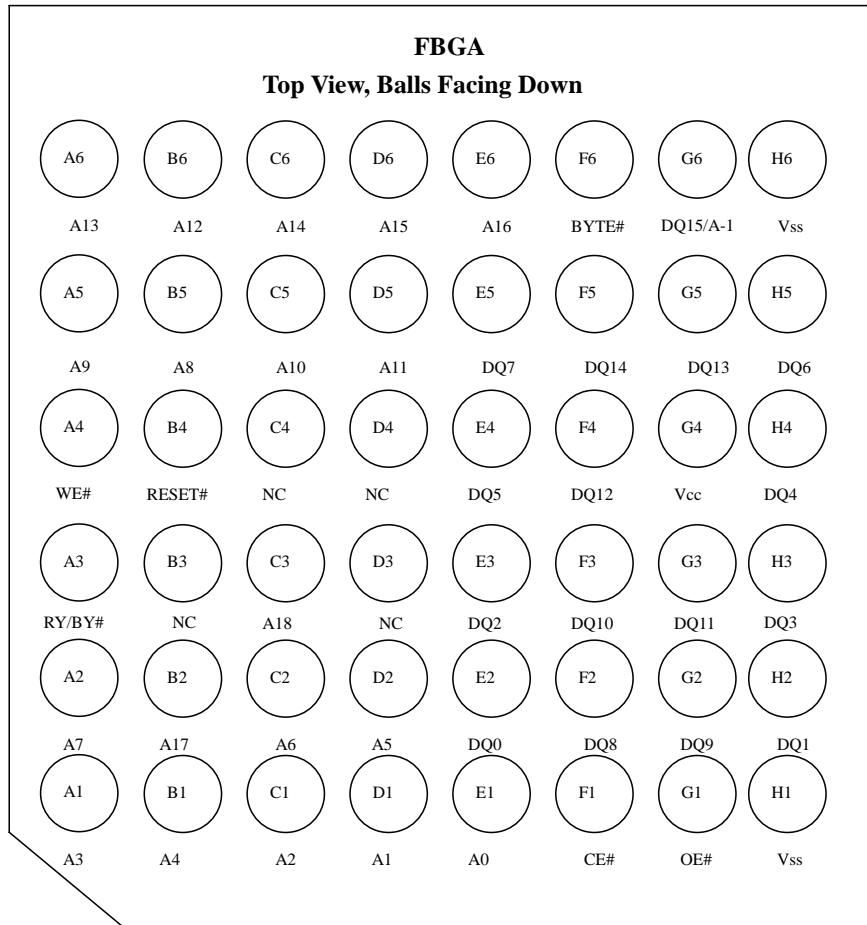 FBGA
Top View, Balls Facing Down
A6 B6 C6 D6 E6 F6 G6 H6
A13 A12 A14 A15 A16 BYTE# DQ15/A-1 Vss
A5 B5 C5 D5 E5 F5 G5 H5
A9 A8 A10 A11 DQ7 DQ14 DQ13 DQ6
A4 B4 C4 D4 E4 F4 G4 H4
WE# RESET# NC NC DQ5 DQ12 Vcc DQ4
A3 B3 C3 D3 E3 F3 G3 H3
RY/BY# NC A18 NC DQ2 DQ10 DQ11 DQ3
A2 B2 C2 D2 E2 F2 G2 H2
A7 A17 A6 A5 DQ0 DQ8 DQ9 DQ1
A1 B1 C1 D1 E1 F1 G1 H1
A3 A4 A2 A1 A0 CE# OE# Vss